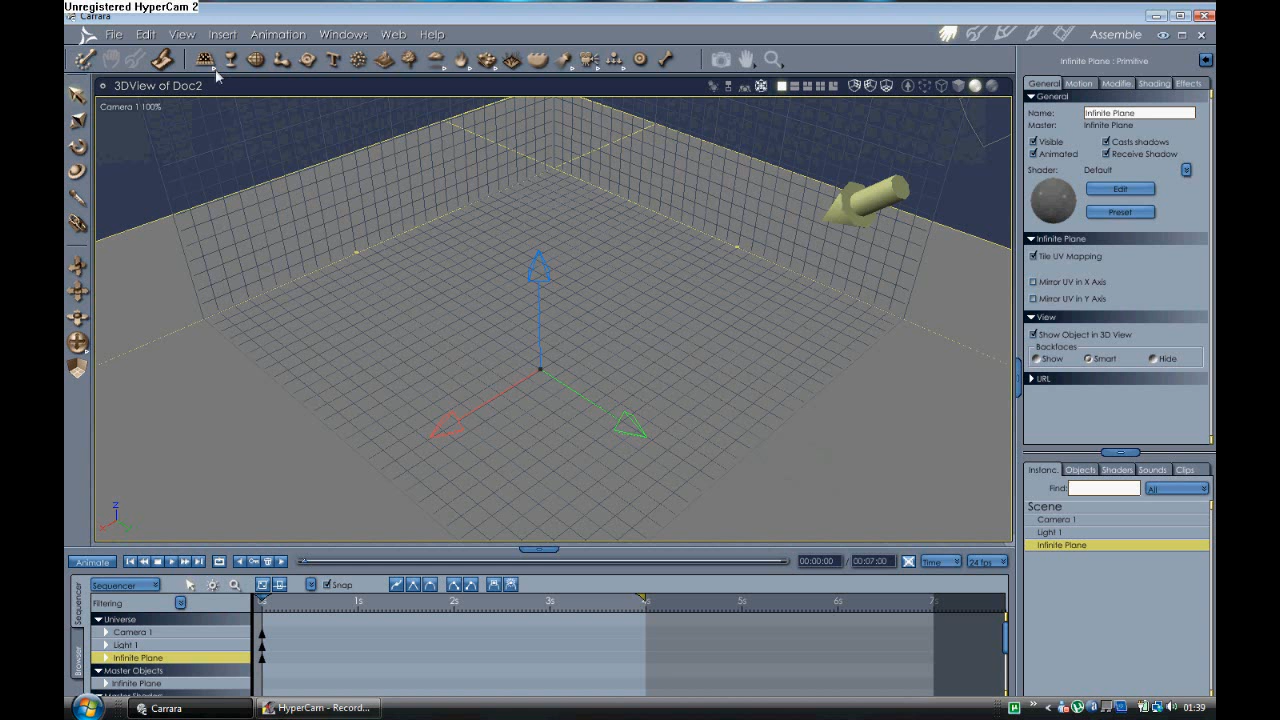 Unregistered HyperCam 2
Carrara
File Edit View Insert Animation Windows Web Help
Assemble
3DView of Doc2
Camera 1 100%
Z
Infinite Plane : Primitive
General Motion Modifie. Shading Effects
General
Name: Infinite Plane
Master: Infinite Plane
Visible Casts shadows
Animated Receive Shadow
Shader: Default
Edit
Preset
Infinite Plane
Tile UV Mapping
Mirror UV in X Axis
Mirror UV in Y Axis
View
Show Object in 3D View
Backfaces
Show Smart Hide
URL
Instanc. Objects Shaders Sounds Clips
Find: All
Scene
Camera 1
Light 1
Infinite Plane
Animate 00:00:00 / 00:07:00 Time 24 fps
Sequencer Snap
Filtering 0s 1s 2s 3s 4s 5s 6s 7s
Sequencer
Browser
Universe
Camera 1
Light 1
Infinite Plane
Master Objects
Infinite Plane
Carrara HyperCam - Record... 01:39